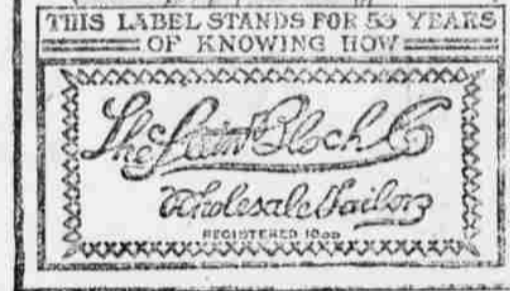 THIS LABEL STANDS FOR 53 YEARS
OF KNOWING HOW
The Stein-Bloch Co
Wholesale Tailors
REGISTERED